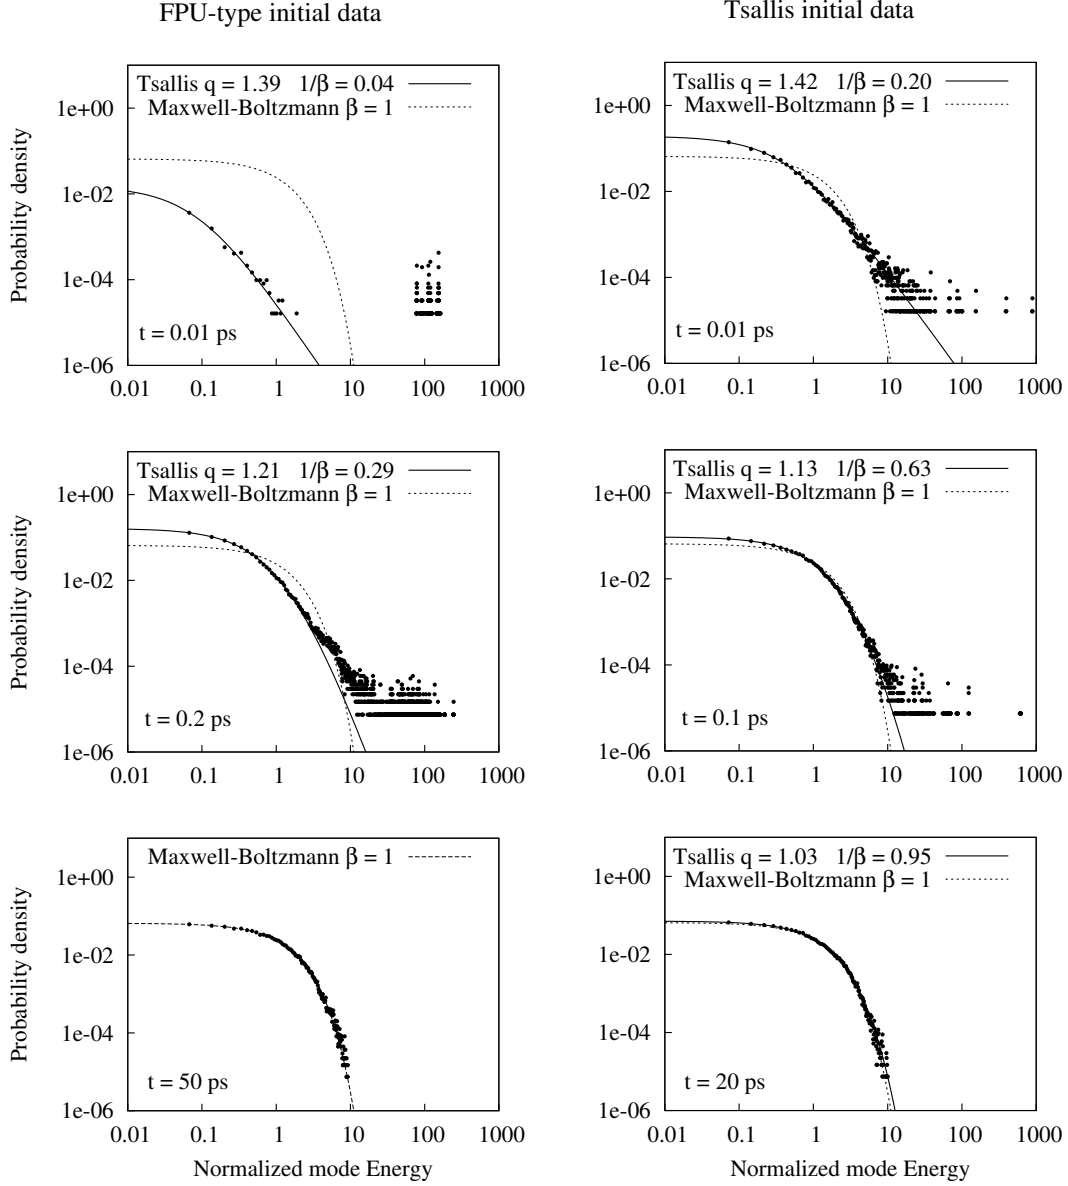 FPU-type initial data
Tsallis initial data
Tsallis q = 1.39 1/β = 0.04
Maxwell-Boltzmann β = 1
1e+00
1e-02
1e-04
1e-06
Probability density
t = 0.01 ps
0.01 0.1 1 10 100 1000
Tsallis q = 1.42 1/β = 0.20
Maxwell-Boltzmann β = 1
1e+00
1e-02
1e-04
1e-06
t = 0.01 ps
0.01 0.1 1 10 100 1000
Tsallis q = 1.21 1/β = 0.29
Maxwell-Boltzmann β = 1
1e+00
1e-02
1e-04
1e-06
Probability density
t = 0.2 ps
0.01 0.1 1 10 100 1000
Tsallis q = 1.13 1/β = 0.63
Maxwell-Boltzmann β = 1
1e+00
1e-02
1e-04
1e-06
t = 0.1 ps
0.01 0.1 1 10 100 1000
Maxwell-Boltzmann β = 1
1e+00
1e-02
1e-04
1e-06
Probability density
t = 50 ps
0.01 0.1 1 10 100 1000
Normalized mode Energy
Tsallis q = 1.03 1/β = 0.95
Maxwell-Boltzmann β = 1
1e+00
1e-02
1e-04
1e-06
t = 20 ps
0.01 0.1 1 10 100 1000
Normalized mode Energy